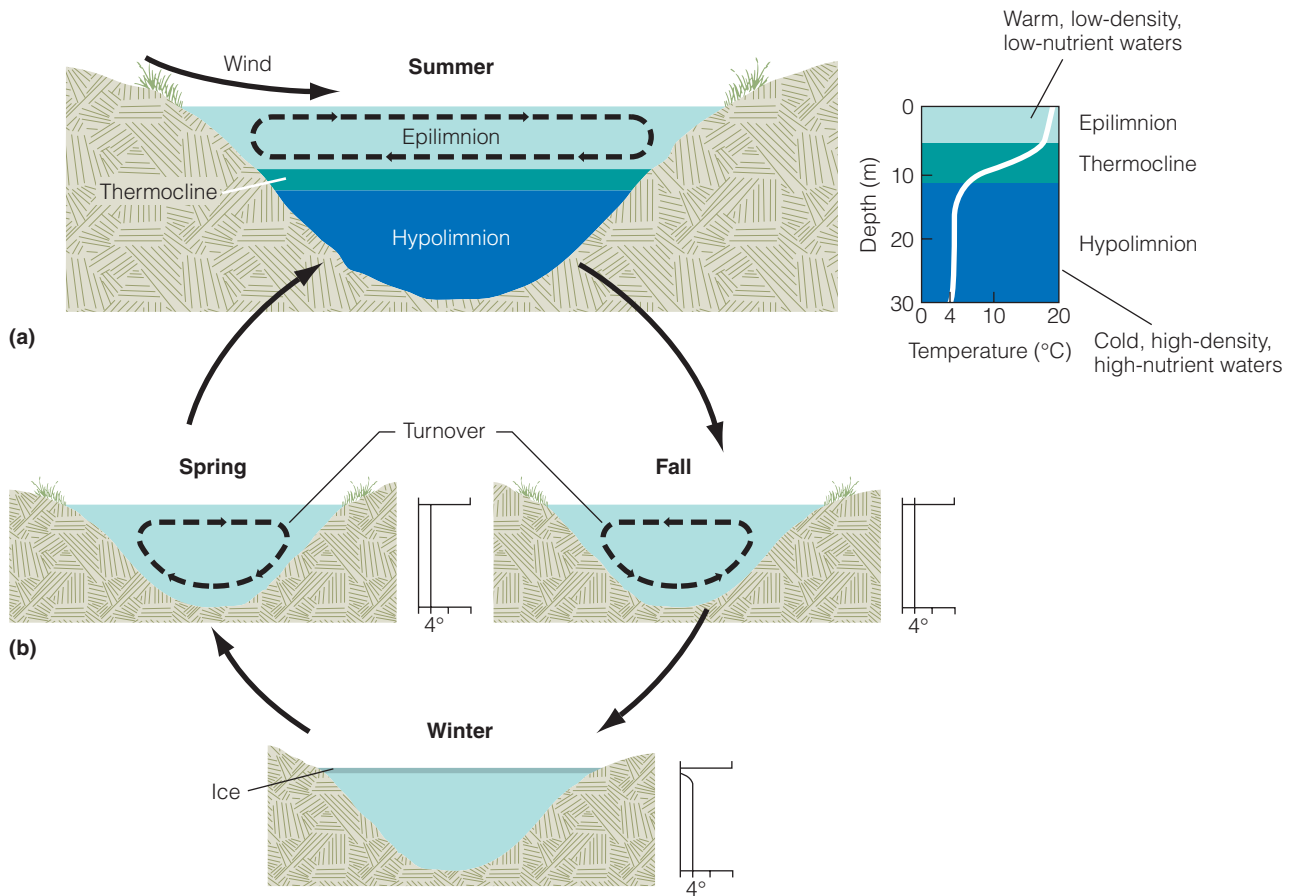 Wind
Summer
Epilimnion
Thermocline
Hypolimnion
(a)
Warm, low-density,
low-nutrient waters
0
10
20
30
Depth (m)
0 4 10 20
Temperature (°C)
Epilimnion
Thermocline
Hypolimnion
Cold, high-density,
high-nutrient waters
Turnover
Spring
Fall
4°
4°
(b)
Winter
Ice
4°